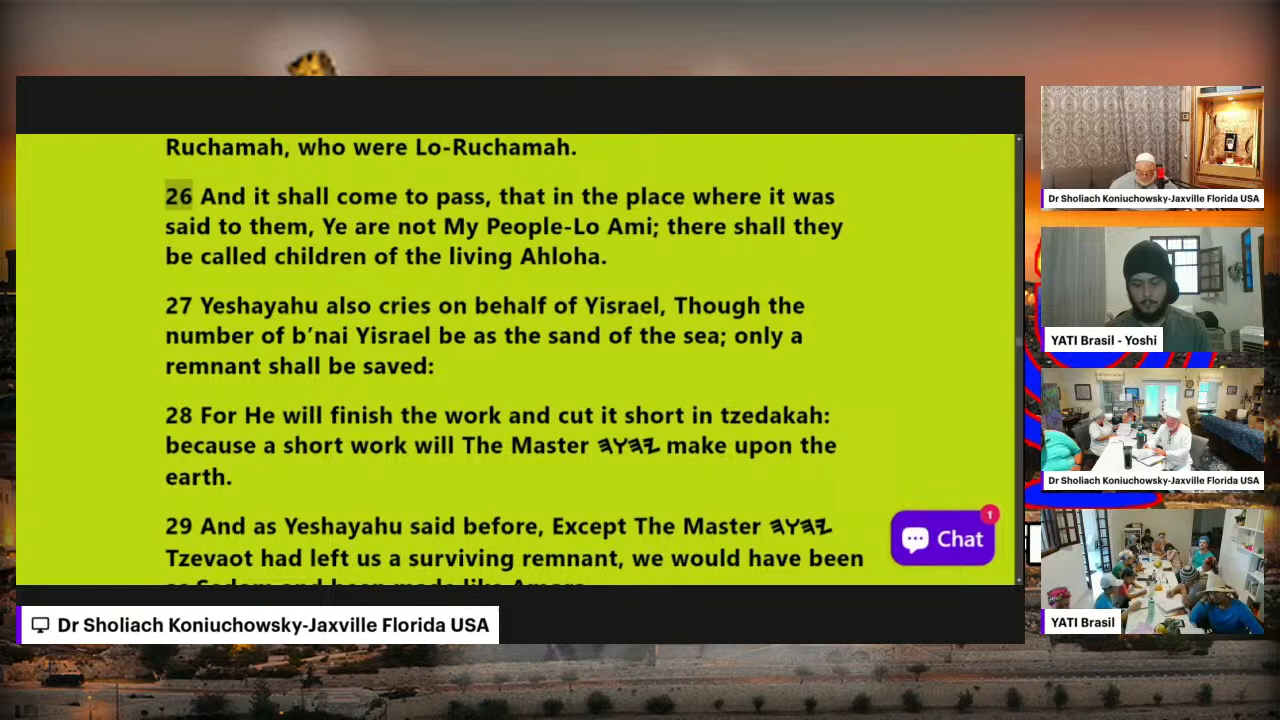 Ruchamah, who were Lo-Ruchamah.
26 And it shall come to pass, that in the place where it was
said to them, Ye are not My People-Lo Ami; there shall they
be called children of the living Ahloha.
27 Yeshayahu also cries on behalf of Yisrael, Though the
number of b’nai Yisrael be as the sand of the sea; only a
remnant shall be saved:
28 For He will finish the work and cut it short in tzedakah:
because a short work will The Master 𐤉𐤄𐤅𐤄 make upon the
earth.
29 And as Yeshayahu said before, Except The Master 𐤉𐤄𐤅𐤄
Tzevaot had left us a surviving remnant, we would have been
Chat
1
Dr Sholiach Koniuchowsky-Jaxville Florida USA
Dr Sholiach Koniuchowsky-Jaxville Florida USA
YATI Brasil - Yoshi
Dr Sholiach Koniuchowsky-Jaxville Florida USA
YATI Brasil